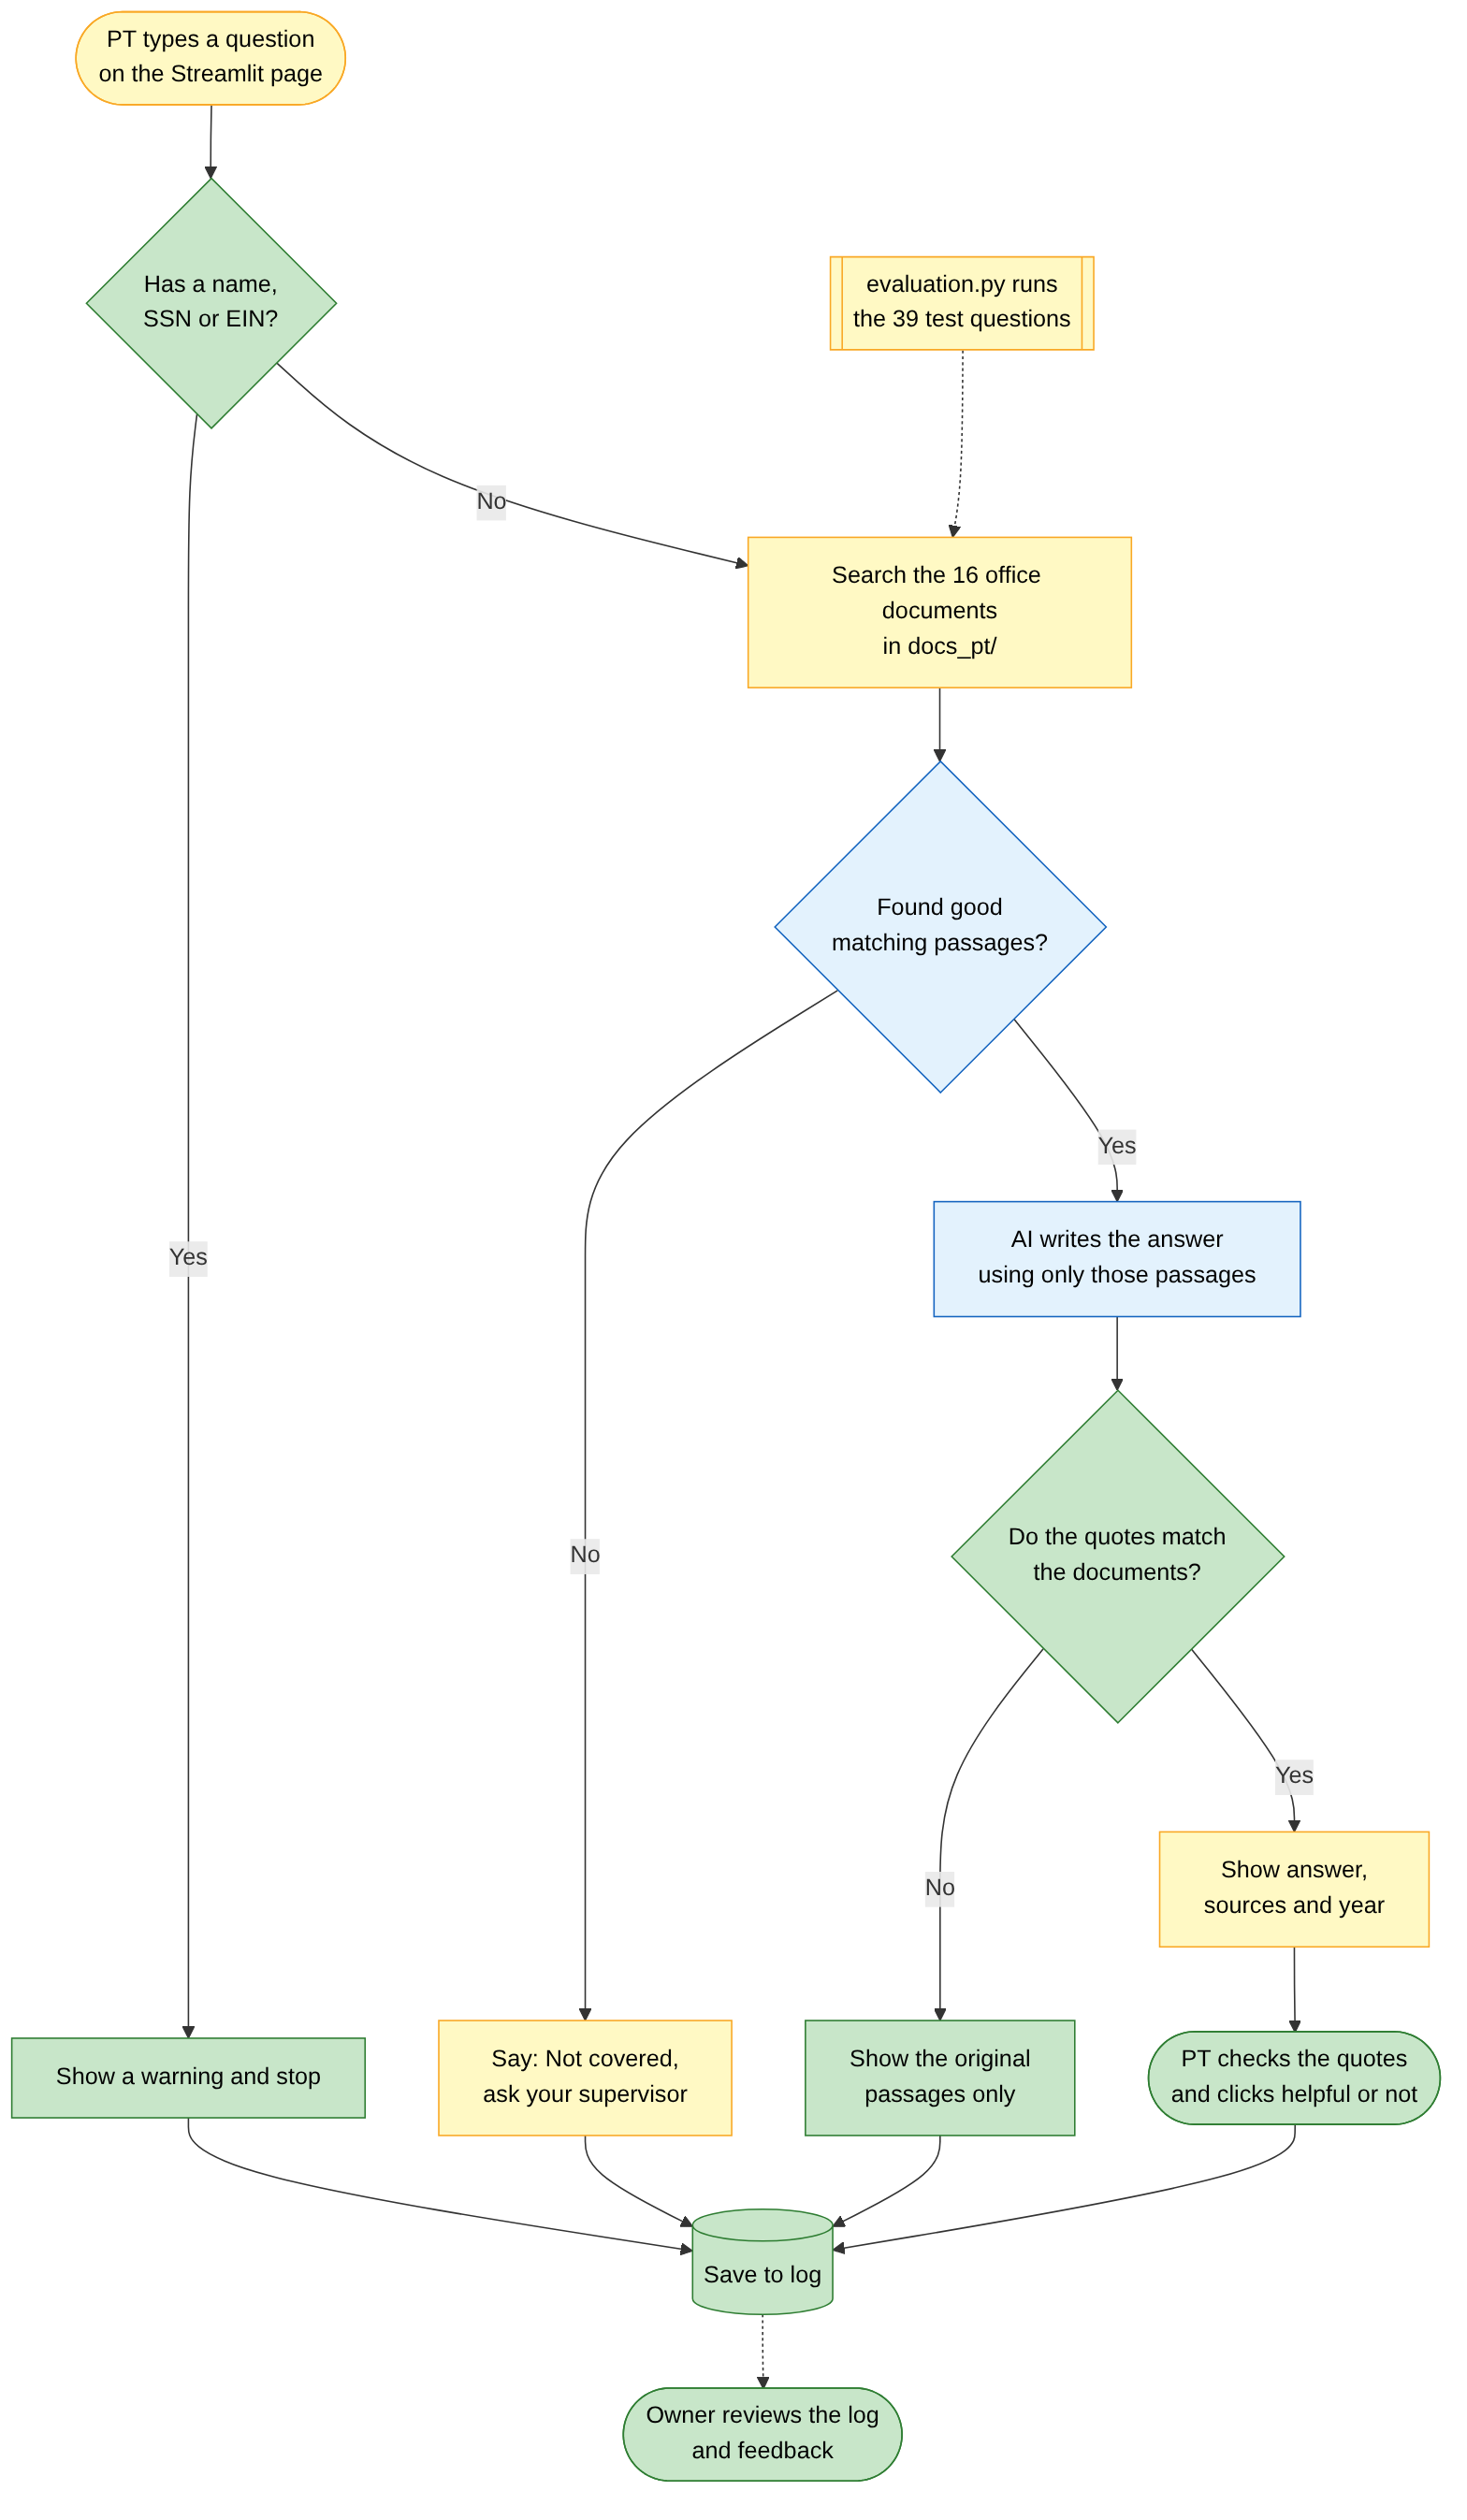 PT types a question
on the Streamlit page
Has a name,
SSN or EIN?
evaluation.py runs
the 39 test questions
No
Search the 16 office
documents
in docs_pt/
Found good
matching passages?
Yes
AI writes the answer
using only those passages
Yes
Do the quotes match
the documents?
No
Yes
Show answer,
sources and year
No
Show a warning and stop
Say: Not covered,
ask your supervisor
Show the original
passages only
PT checks the quotes
and clicks helpful or not
Save to log
Owner reviews the log
and feedback